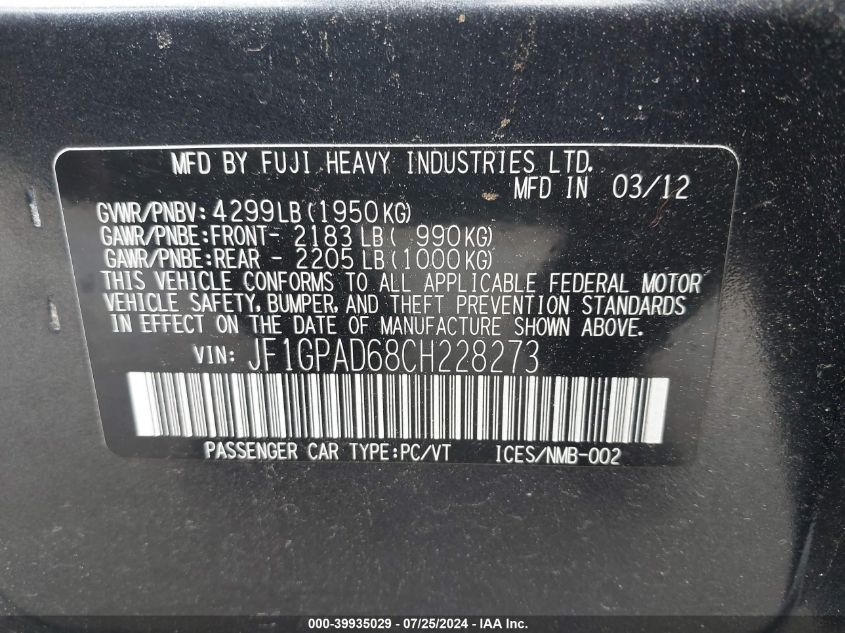 MFD BY FUJI HEAVY INDUSTRIES LTD.
MFD IN 03/12
GVWR/PNBV: 4299LB(1950KG)
GAWR/PNBE:FRONT- 2183 LB( 990KG)
GAWR/PNBE:REAR - 2205 LB(1000KG)
THIS VEHICLE CONFORMS TO ALL APPLICABLE FEDERAL MOTOR
VEHICLE SAFETY, BUMPER, AND THEFT PREVENTION STANDARDS
IN EFFECT ON THE DATE OF MANUFACTURE SHOWN ABOVE.
VIN: JF1GPAD68CH228273
PASSENGER CAR TYPE:PC/VT ICES/NMB-002
000-39935029 - 07/25/2024 - IAA Inc.